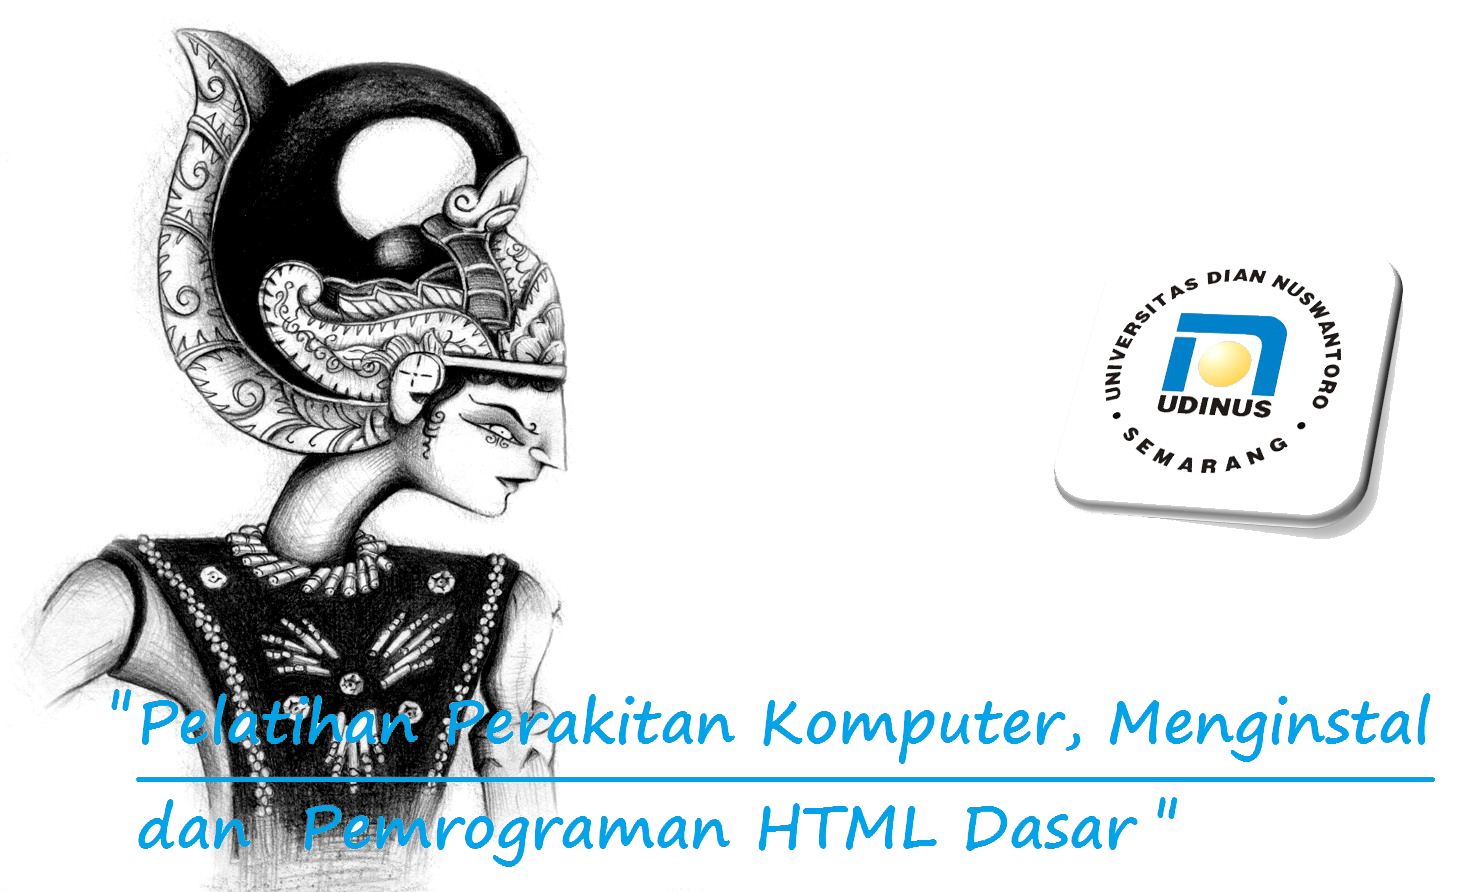 UNIVERSITAS DIAN NUSWANTORO
UDINUS
• SEMARANG •
"Pelatihan Perakitan Komputer, Menginstal
dan Pemrograman HTML Dasar "